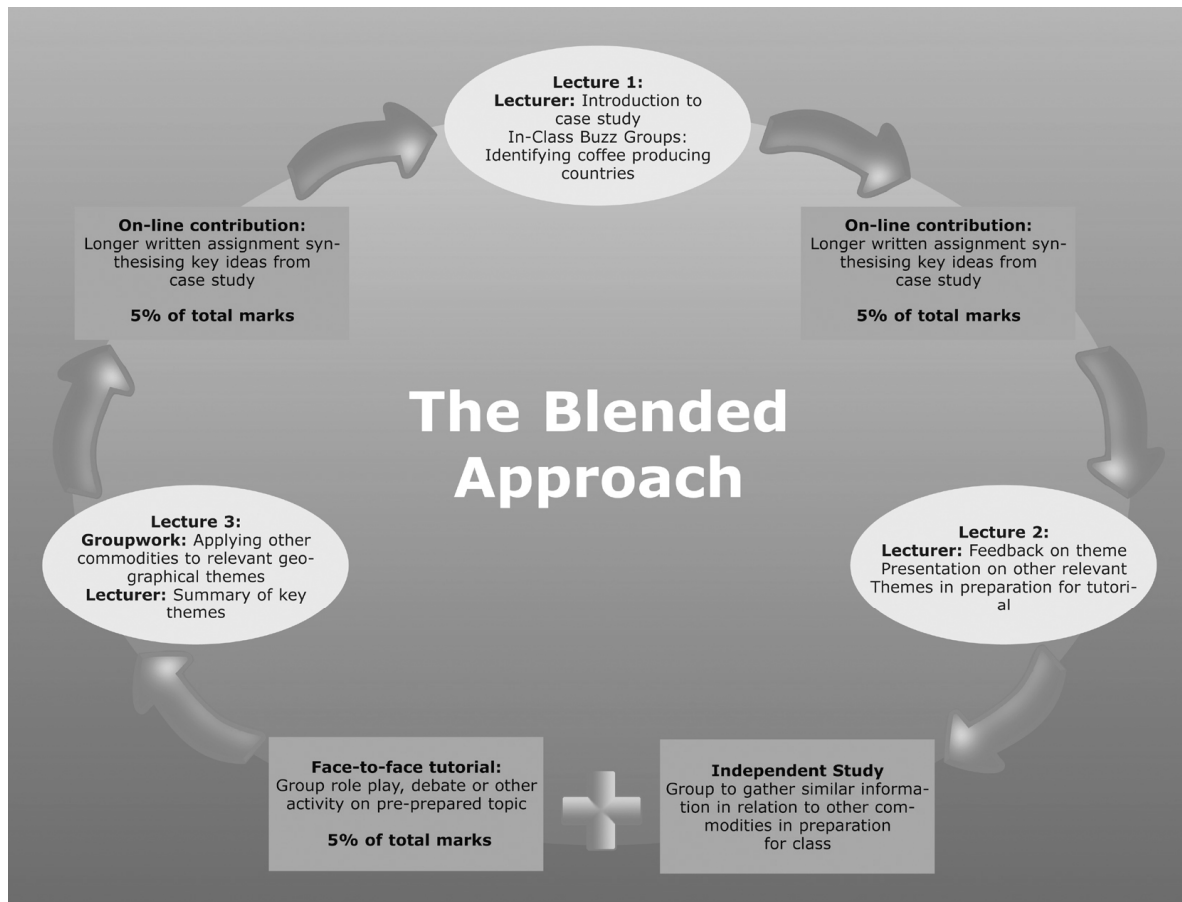 Lecture 1:
Lecturer: Introduction to
case study
In-Class Buzz Groups:
Identifying coffee producing
countries
On-line contribution:
Longer written assignment syn-
thesising key ideas from
case study
5% of total marks
On-line contribution:
Longer written assignment syn-
thesising key ideas from
case study
5% of total marks
The Blended
Approach
Lecture 3:
Groupwork: Applying other
commodities to relevant geo-
graphical themes
Lecturer: Summary of key
themes
Lecture 2:
Lecturer: Feedback on theme
Presentation on other relevant
Themes in preparation for tutori-
al
Face-to-face tutorial:
Group role play, debate or other
activity on pre-prepared topic
5% of total marks
Independent Study
Group to gather similar informa-
tion in relation to other com-
modities in preparation
for class